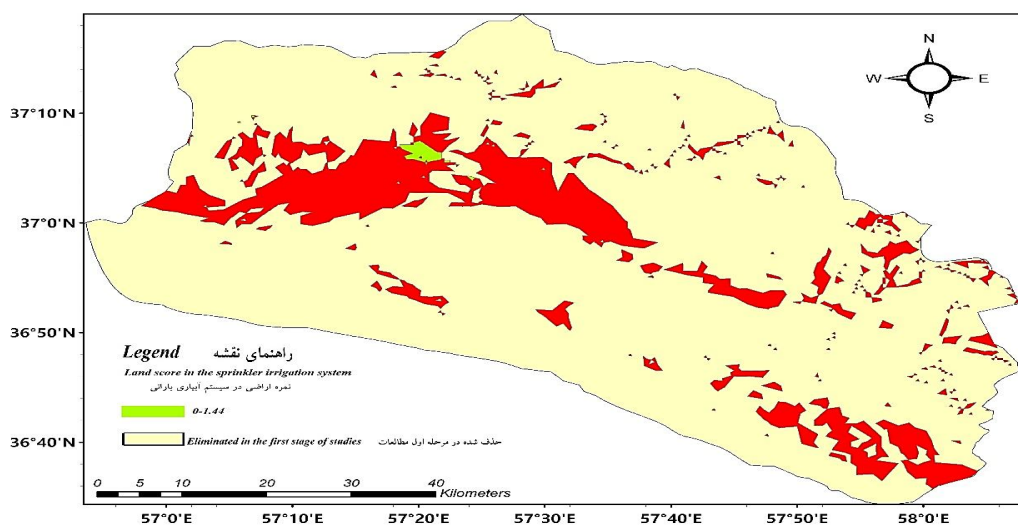 N
W E
S
37°10'N
37°0'N
36°50'N
36°40'N
Legend راهنمای نقشه
Land score in the sprinkler irrigation system
نمره اراضی در سیستم آبیاری بارانی
0-1.44
Eliminated in the first stage of studies حذف شده در مرحله اول مطالعات
0 5 10 20 30 40
Kilometers
57°0'E 57°10'E 57°20'E 57°30'E 57°40'E 57°50'E 58°0'E